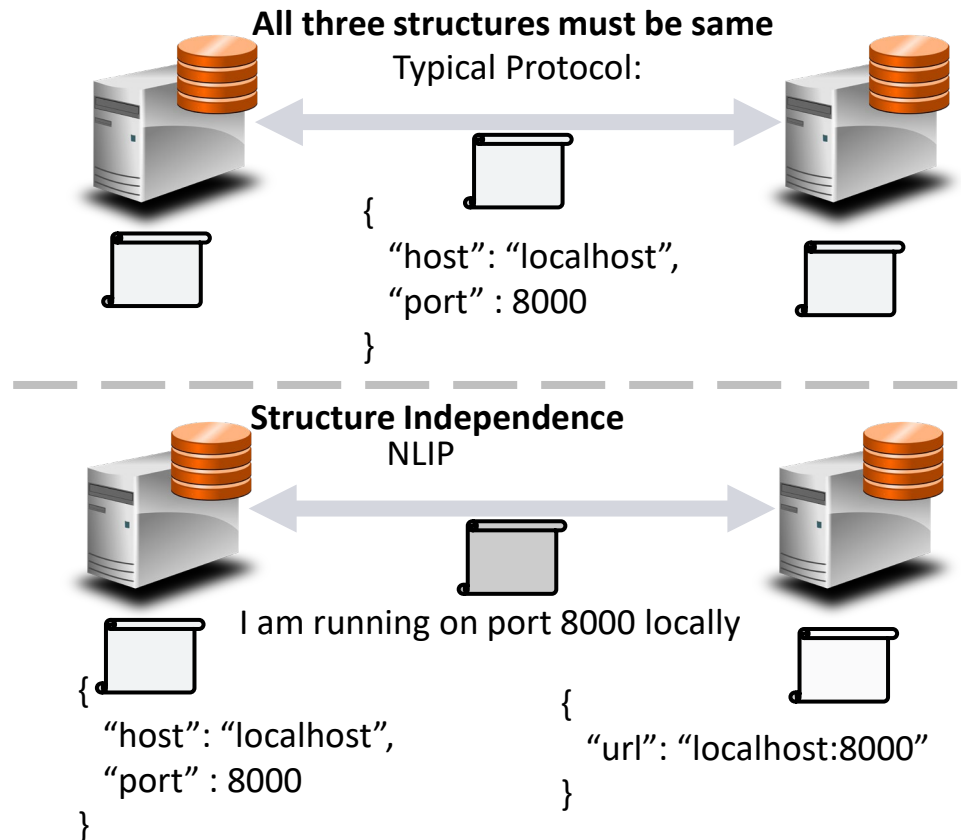 All three structures must be same
Typical Protocol:
{
“host”: “localhost”,
“port” : 8000
}
Structure Independence
NLIP
I am running on port 8000 locally
{
“host”: “localhost”,
“port” : 8000
}
{
“url”: “localhost:8000”
}